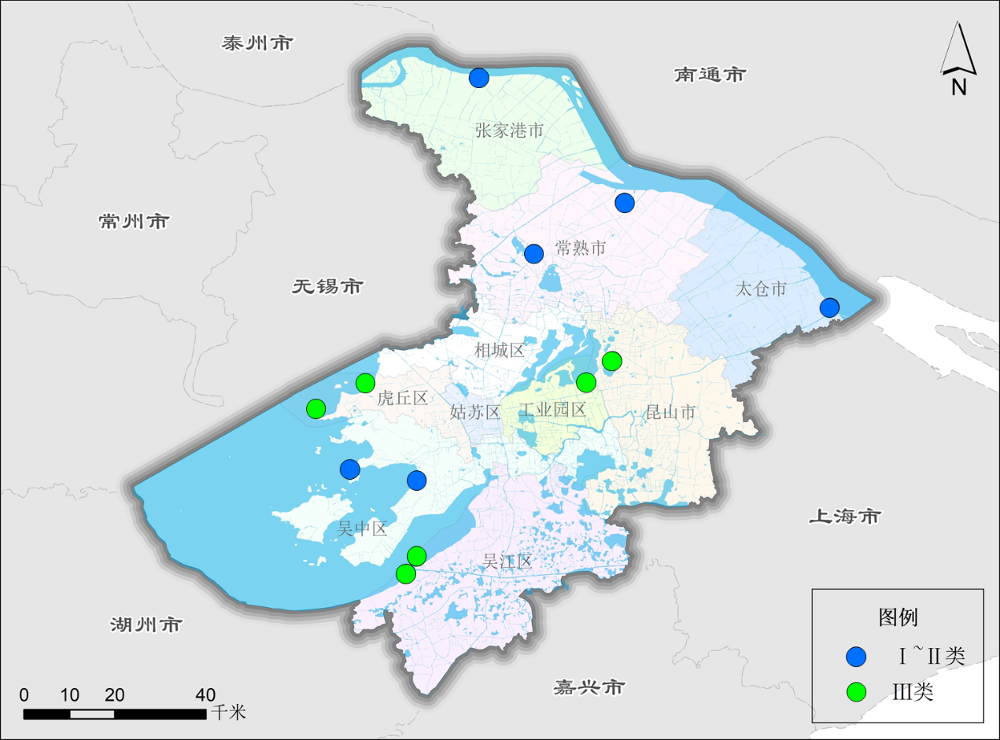 泰州市
南通市
N
张家港市
常州市
常熟市
无锡市
太仓市
相城区
虎丘区
姑苏区
工业园区
昆山市
上海市
吴中区
吴江区
湖州市
嘉兴市
图例
I~II类
III类
0 10 20 40
千米